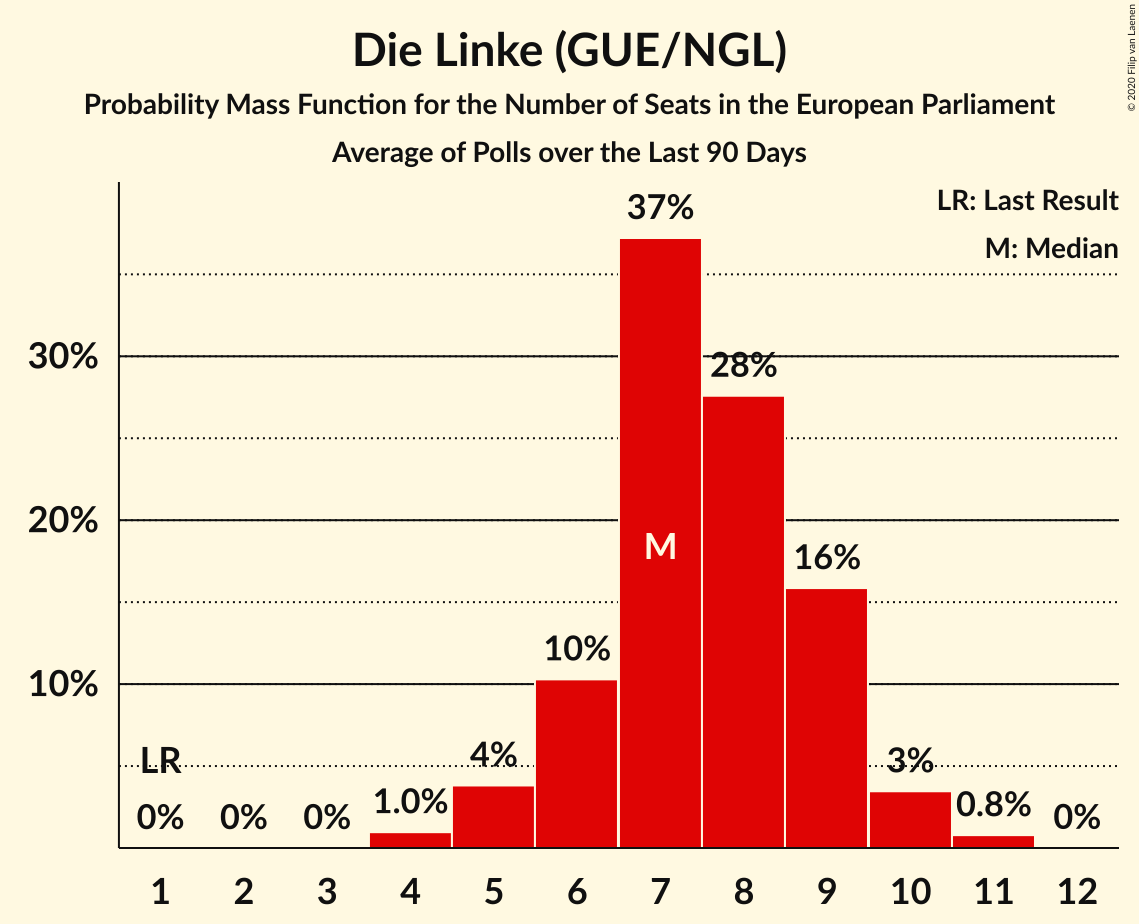 Die Linke (GUE/NGL)
Probability Mass Function for the Number of Seats in the European Parliament
Average of Polls over the Last 90 Days
© 2020 Filip van Laenen
LR: Last Result
M: Median
37%
30%
28%
20%
M
16%
10%
10%
LR
4%
3%
0%
0%
0%
1.0%
0.8%
0%
1 2 3 4 5 6 7 8 9 10 11 12